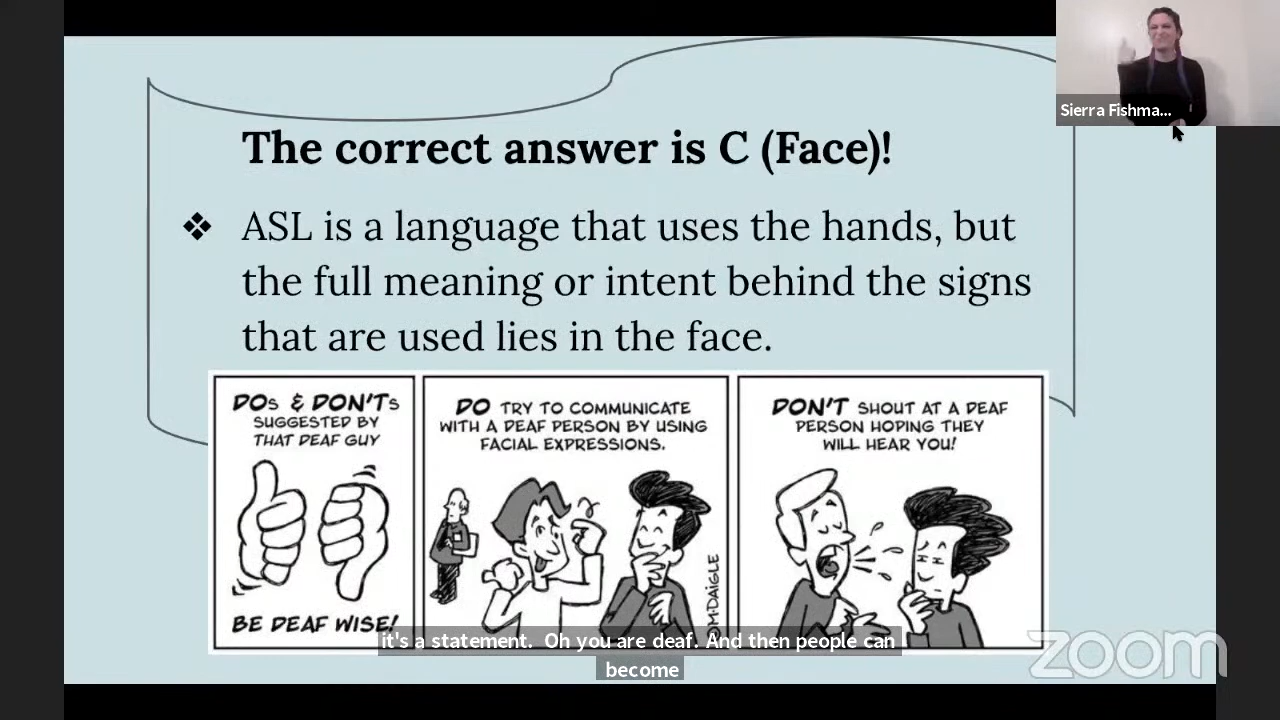 Sierra Fishma...
The correct answer is C (Face)!
❖ ASL is a language that uses the hands, but
the full meaning or intent behind the signs
that are used lies in the face.
DOs & DON'Ts
SUGGESTED BY
THAT DEAF GUY
BE DEAF WISE!
DO TRY TO COMMUNICATE
WITH A DEAF PERSON BY USING
FACIAL EXPRESSIONS.
M·DAIGLE
DON'T SHOUT AT A DEAF
PERSON HOPING THEY
WILL HEAR YOU!
it's a statement. Oh you are deaf. And then people can
become
zoom